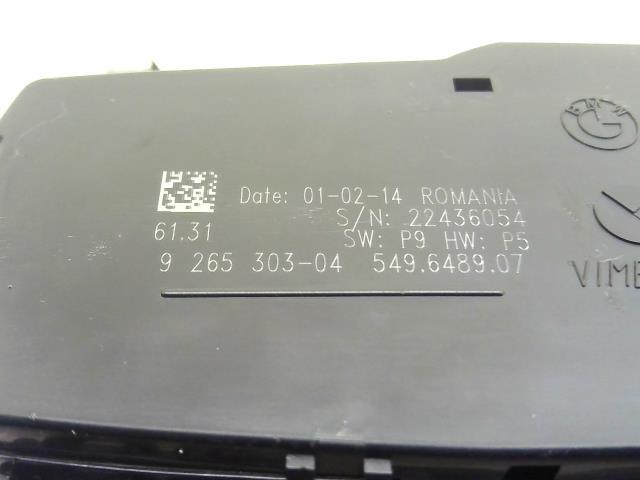 BMW
Date: 01-02-14 ROMANIA
S/N: 22436054
61.31 SW: P9 HW: P5
9 265 303-04 549.6489.07